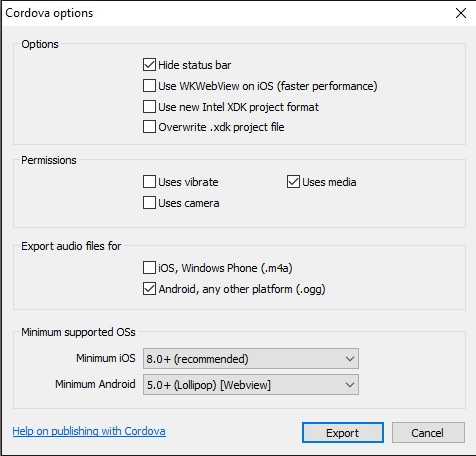 Cordova options
Options
Hide status bar
Use WKWebView on iOS (faster performance)
Use new Intel XDK project format
Overwrite .xdk project file
Permissions
Uses vibrate Uses media
Uses camera
Export audio files for
iOS, Windows Phone (.m4a)
Android, any other platform (.ogg)
Minimum supported OSs
Minimum iOS 8.0+ (recommended)
Minimum Android 5.0+ (Lollipop) [Webview]
Help on publishing with Cordova Export Cancel